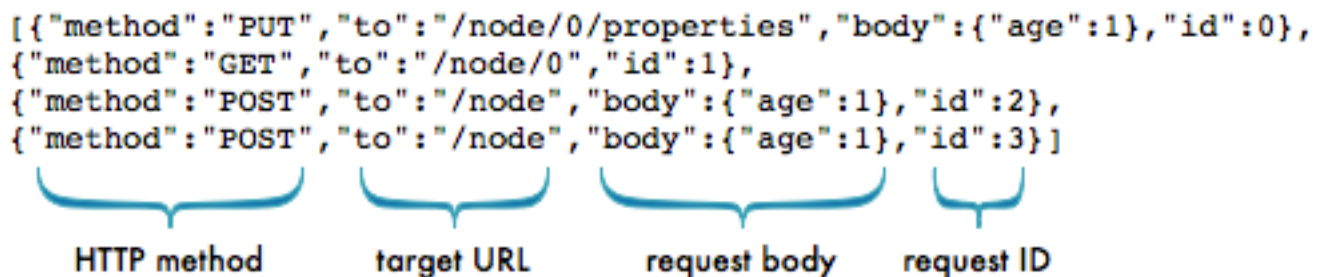 [{"method":"PUT","to":"/node/0/properties","body":{"age":1},"id":0},
{"method":"GET","to":"/node/0","id":1},
{"method":"POST","to":"/node","body":{"age":1},"id":2},
{"method":"POST","to":"/node","body":{"age":1},"id":3}]
HTTP method target URL request body request ID